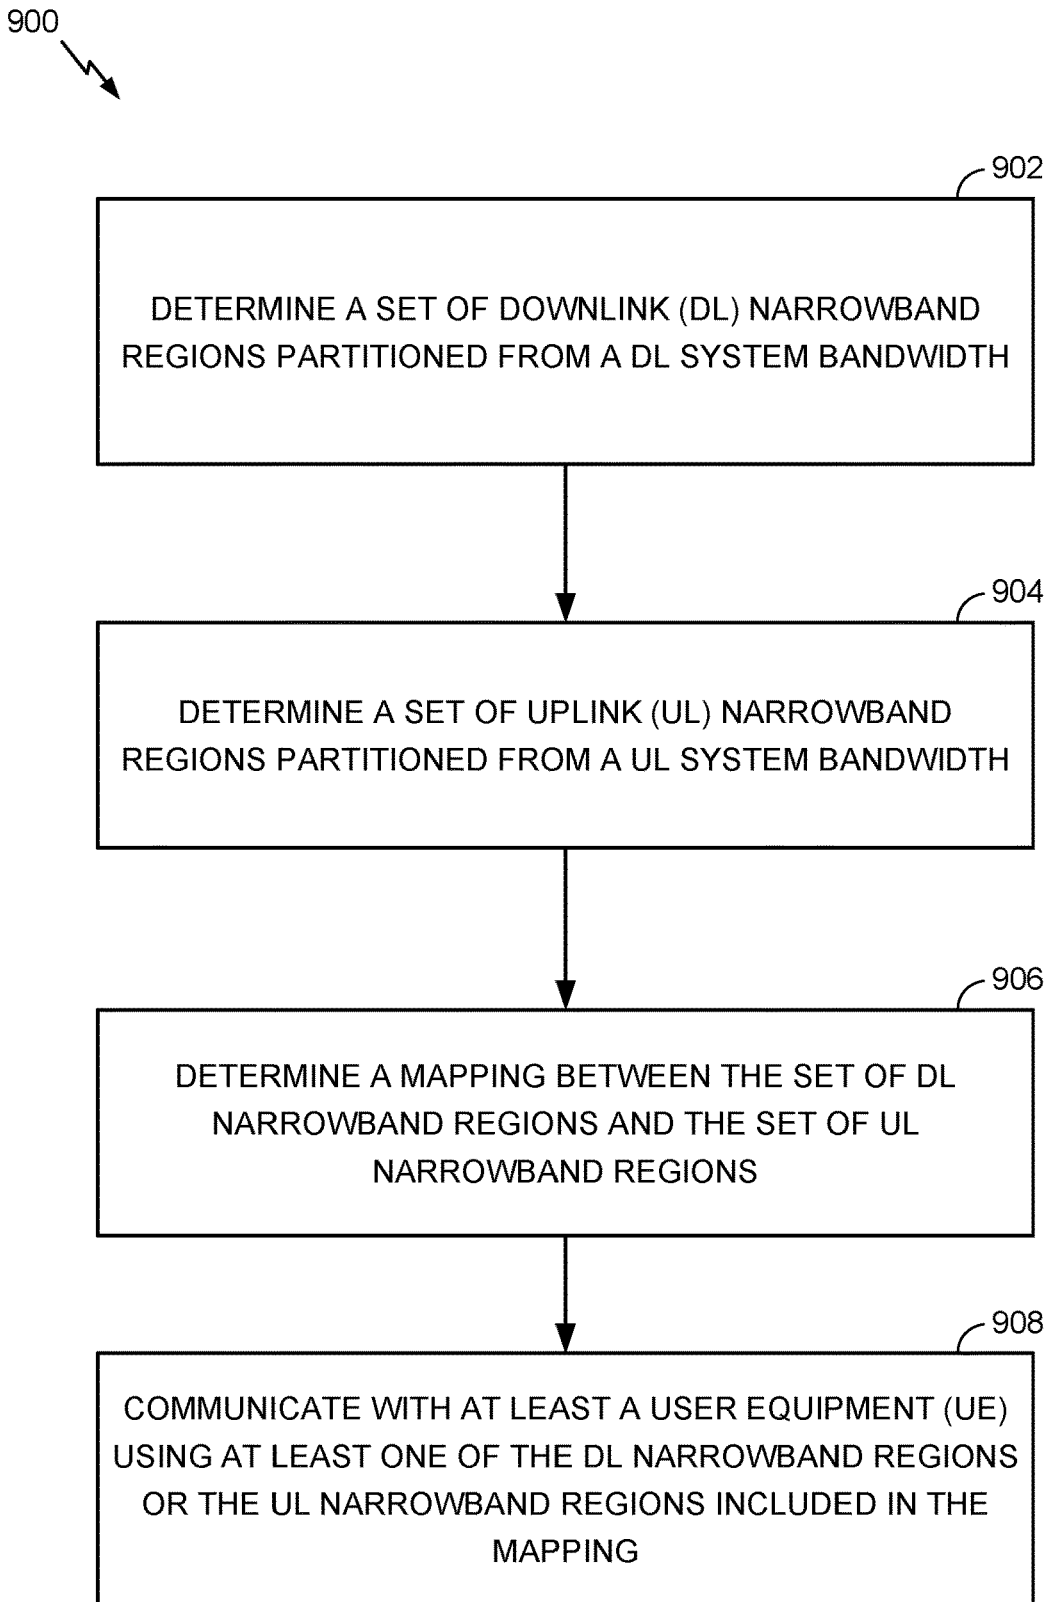 900
902
DETERMINE A SET OF DOWNLINK (DL) NARROWBAND
REGIONS PARTITIONED FROM A DL SYSTEM BANDWIDTH
904
DETERMINE A SET OF UPLINK (UL) NARROWBAND
REGIONS PARTITIONED FROM A UL SYSTEM BANDWIDTH
906
DETERMINE A MAPPING BETWEEN THE SET OF DL
NARROWBAND REGIONS AND THE SET OF UL
NARROWBAND REGIONS
908
COMMUNICATE WITH AT LEAST A USER EQUIPMENT (UE)
USING AT LEAST ONE OF THE DL NARROWBAND REGIONS
OR THE UL NARROWBAND REGIONS INCLUDED IN THE
MAPPING